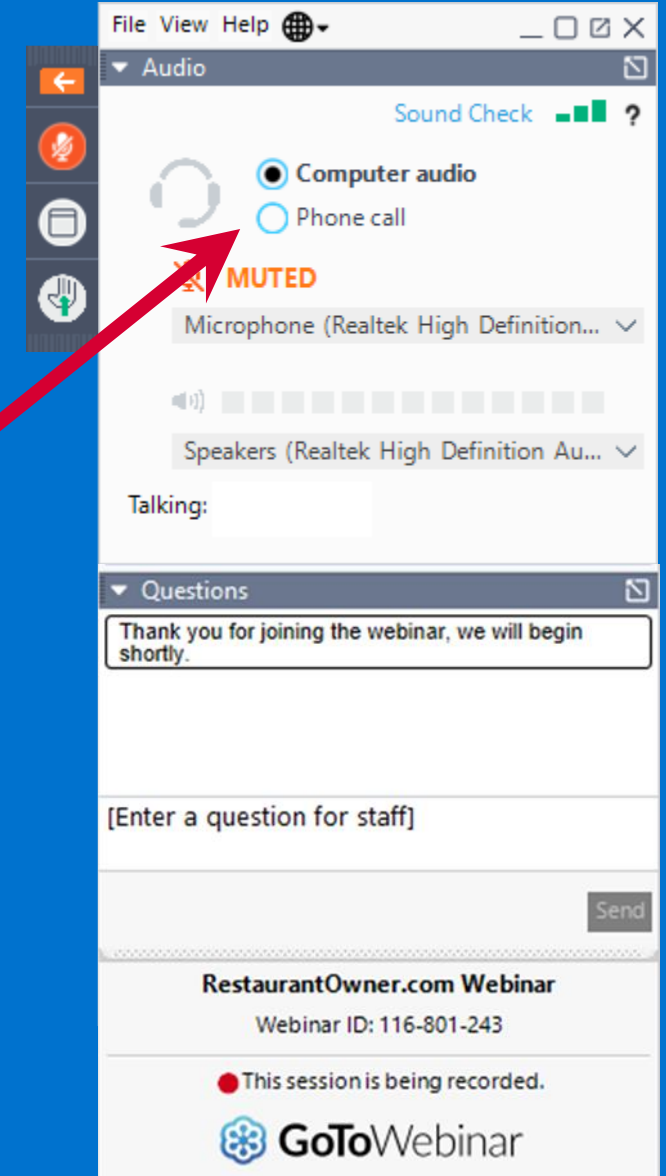 File View Help
Audio
Sound Check ?
Computer audio
Phone call
MUTED
Microphone (Realtek High Definition...
Speakers (Realtek High Definition Au...
Talking:
Questions
Thank you for joining the webinar, we will begin
shortly.
[Enter a question for staff]
Send
RestaurantOwner.com Webinar
Webinar ID: 116-801-243
This session is being recorded.
GoToWebinar